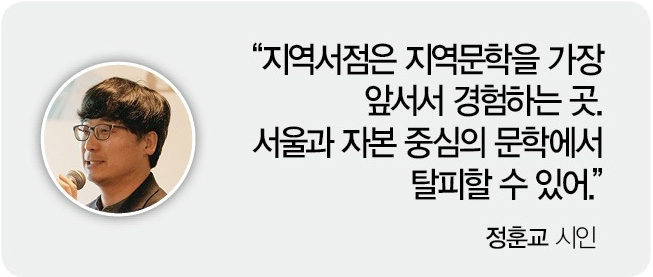 “지역서점은 지역문학을 가장
앞서서 경험하는 곳.
서울과 자본 중심의 문학에서
탈피할 수 있어.”
정훈교 시인